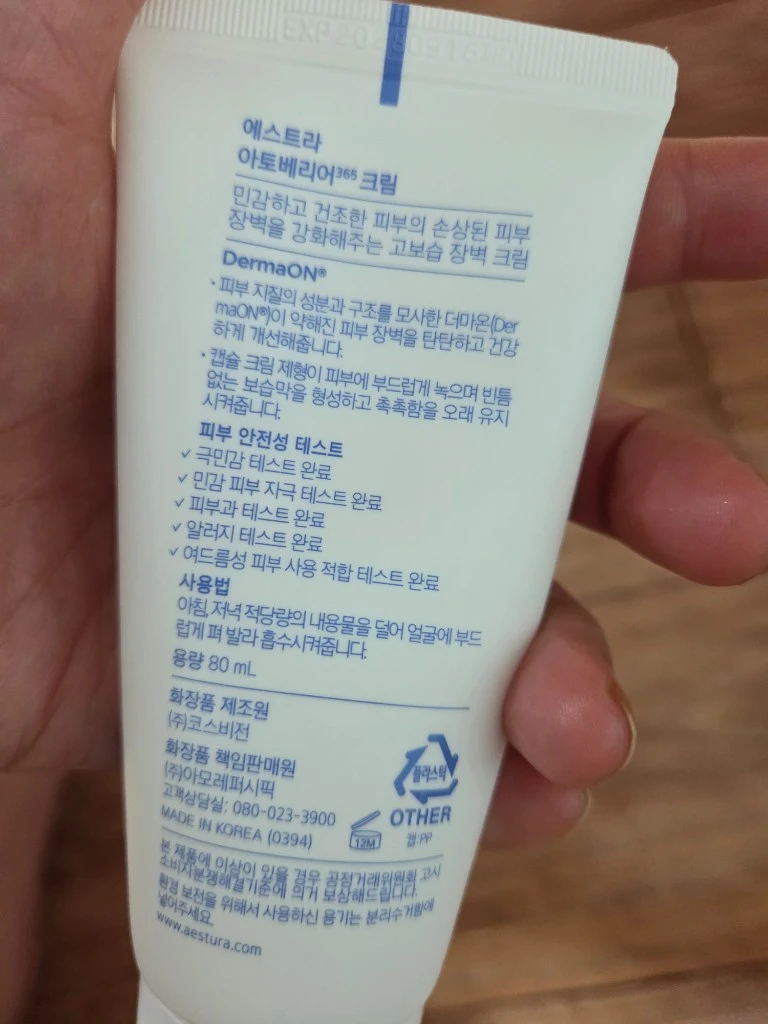 에스트라
아토베리어365 크림
민감하고 건조한 피부의 손상된 피부
장벽을 강화해주는 고보습 장벽 크림
DermaON®
• 피부 지질의 성분과 구조를 모사한 더마온(Der
maON®)이 약해진 피부 장벽을 탄탄하고 건강
하게 개선해줍니다.
• 캡슐 크림 제형이 피부에 부드럽게 녹으며 빈틈
없는 보습막을 형성하고 촉촉함을 오래 유지
시켜줍니다.
피부 안전성 테스트
✓ 극민감 테스트 완료
✓ 민감 피부 자극 테스트 완료
✓ 피부과 테스트 완료
✓ 알러지 테스트 완료
✓ 여드름성 피부 사용 적합 테스트 완료
사용법
아침, 저녁 적당량의 내용물을 덜어 얼굴에 부드
럽게 펴 발라 흡수시켜줍니다.
용량 80 mL
화장품 제조원
(주)코스비전
화장품 책임판매원
(주)아모레퍼시픽
고객상담실: 080-023-3900
MADE IN KOREA (0394)
12M
플라스틱
OTHER
캡:PP
본 제품에 이상이 있을 경우 공정거래위원회 고시
소비자분쟁해결기준에 의거 보상해드립니다.
환경 보전을 위해서 사용하신 용기는 분리수거함에
넣어주세요.
www.aestura.com